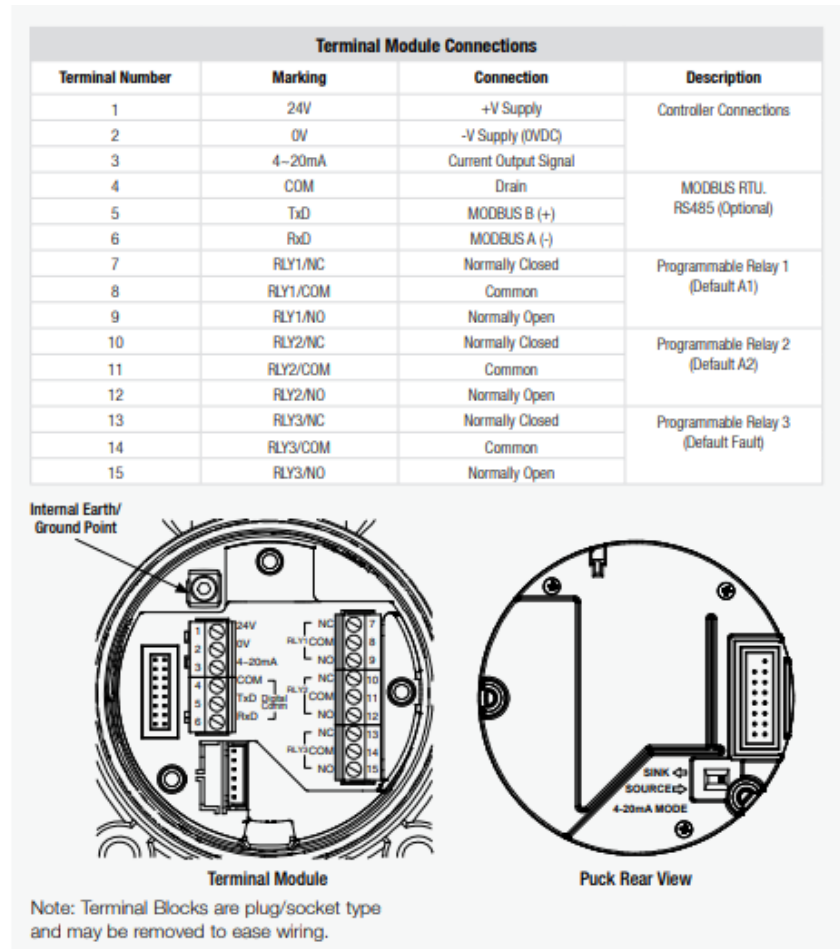 Terminal Module Connections
Terminal Number Marking Connection Description
1 24V +V Supply Controller Connections
2 0V -V Supply (0VDC)
3 4~20mA Current Output Signal
4 COM Drain MODBUS RTU.
RS485 (Optional)
5 TxD MODBUS B (+)
6 RxD MODBUS A (-)
7 RLY1/NC Normally Closed Programmable Relay 1
(Default A1)
8 RLY1/COM Common
9 RLY1/NO Normally Open
10 RLY2/NC Normally Closed Programmable Relay 2
(Default A2)
11 RLY2/COM Common
12 RLY2/NO Normally Open
13 RLY3/NC Normally Closed Programmable Relay 3
(Default Fault)
14 RLY3/COM Common
15 RLY3/NO Normally Open
Internal Earth/
Ground Point
1 24V
2 0V
3 4~20mA
4 COM
5 TxD
6 RxD
Digital
Comm
RLY1
NC 7
COM 8
NO 9
RLY2
NC 10
COM 11
NO 12
RLY3
NC 13
COM 14
NO 15
SINK
SOURCE
4-20mA MODE
Terminal Module
Puck Rear View
Note: Terminal Blocks are plug/socket type
and may be removed to ease wiring.